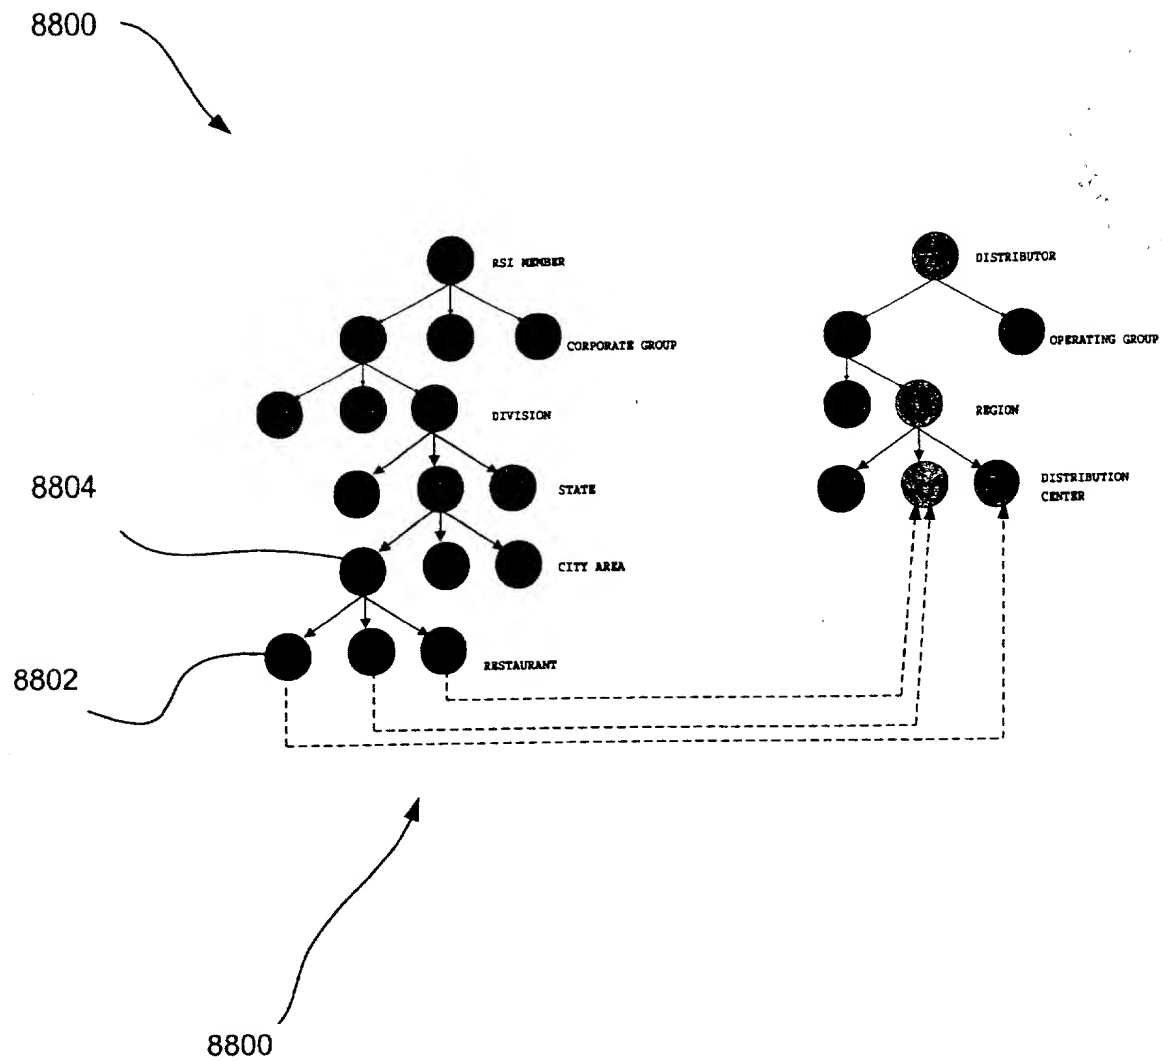 8800
RSI MEMBER
DISTRIBUTOR
CORPORATE GROUP
OPERATING GROUP
DIVISION
REGION
8804
STATE
DISTRIBUTION
CENTER
CITY AREA
8802
RESTAURANT
8800